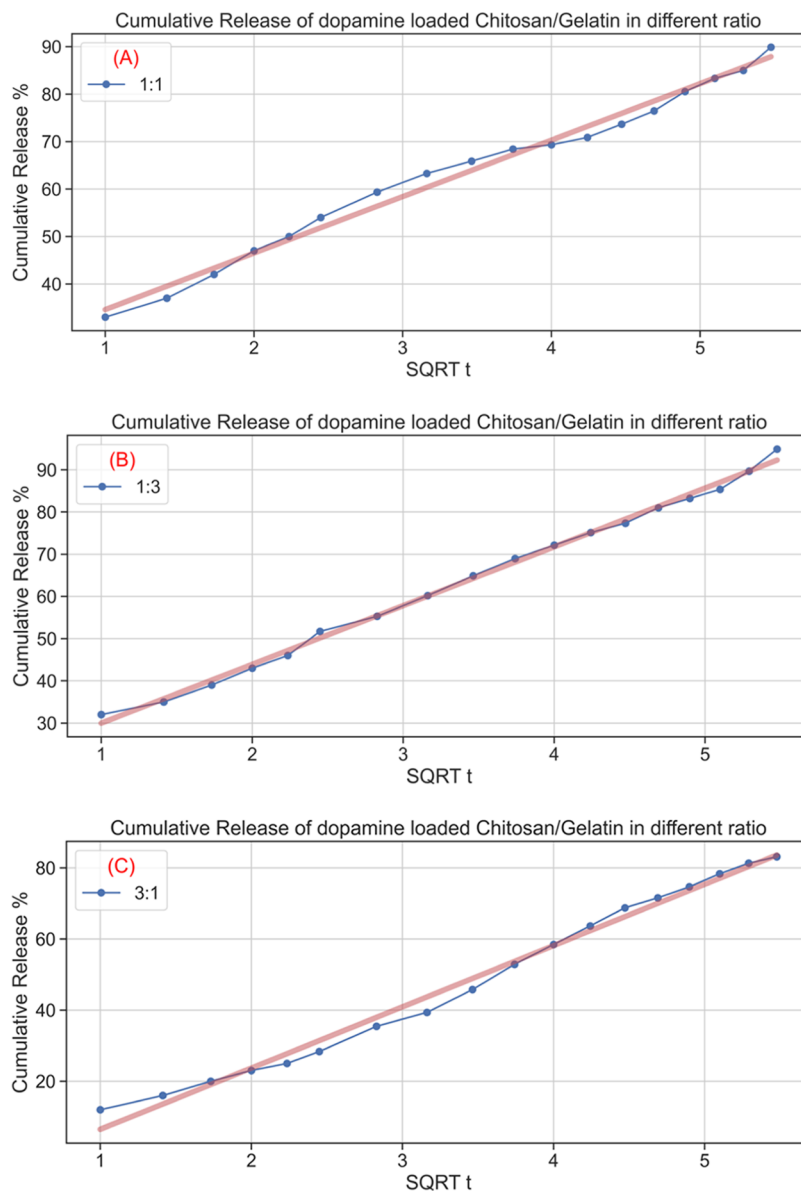 Cumulative Release of dopamine loaded Chitosan/Gelatin in different ratio
(A)
1:1
Cumulative Release %
90
80
70
60
50
40
1 2 3 4 5
SQRT t
Cumulative Release of dopamine loaded Chitosan/Gelatin in different ratio
(B)
1:3
Cumulative Release %
90
80
70
60
50
40
30
1 2 3 4 5
SQRT t
Cumulative Release of dopamine loaded Chitosan/Gelatin in different ratio
(C)
3:1
Cumulative Release %
80
60
40
20
1 2 3 4 5
SQRT t